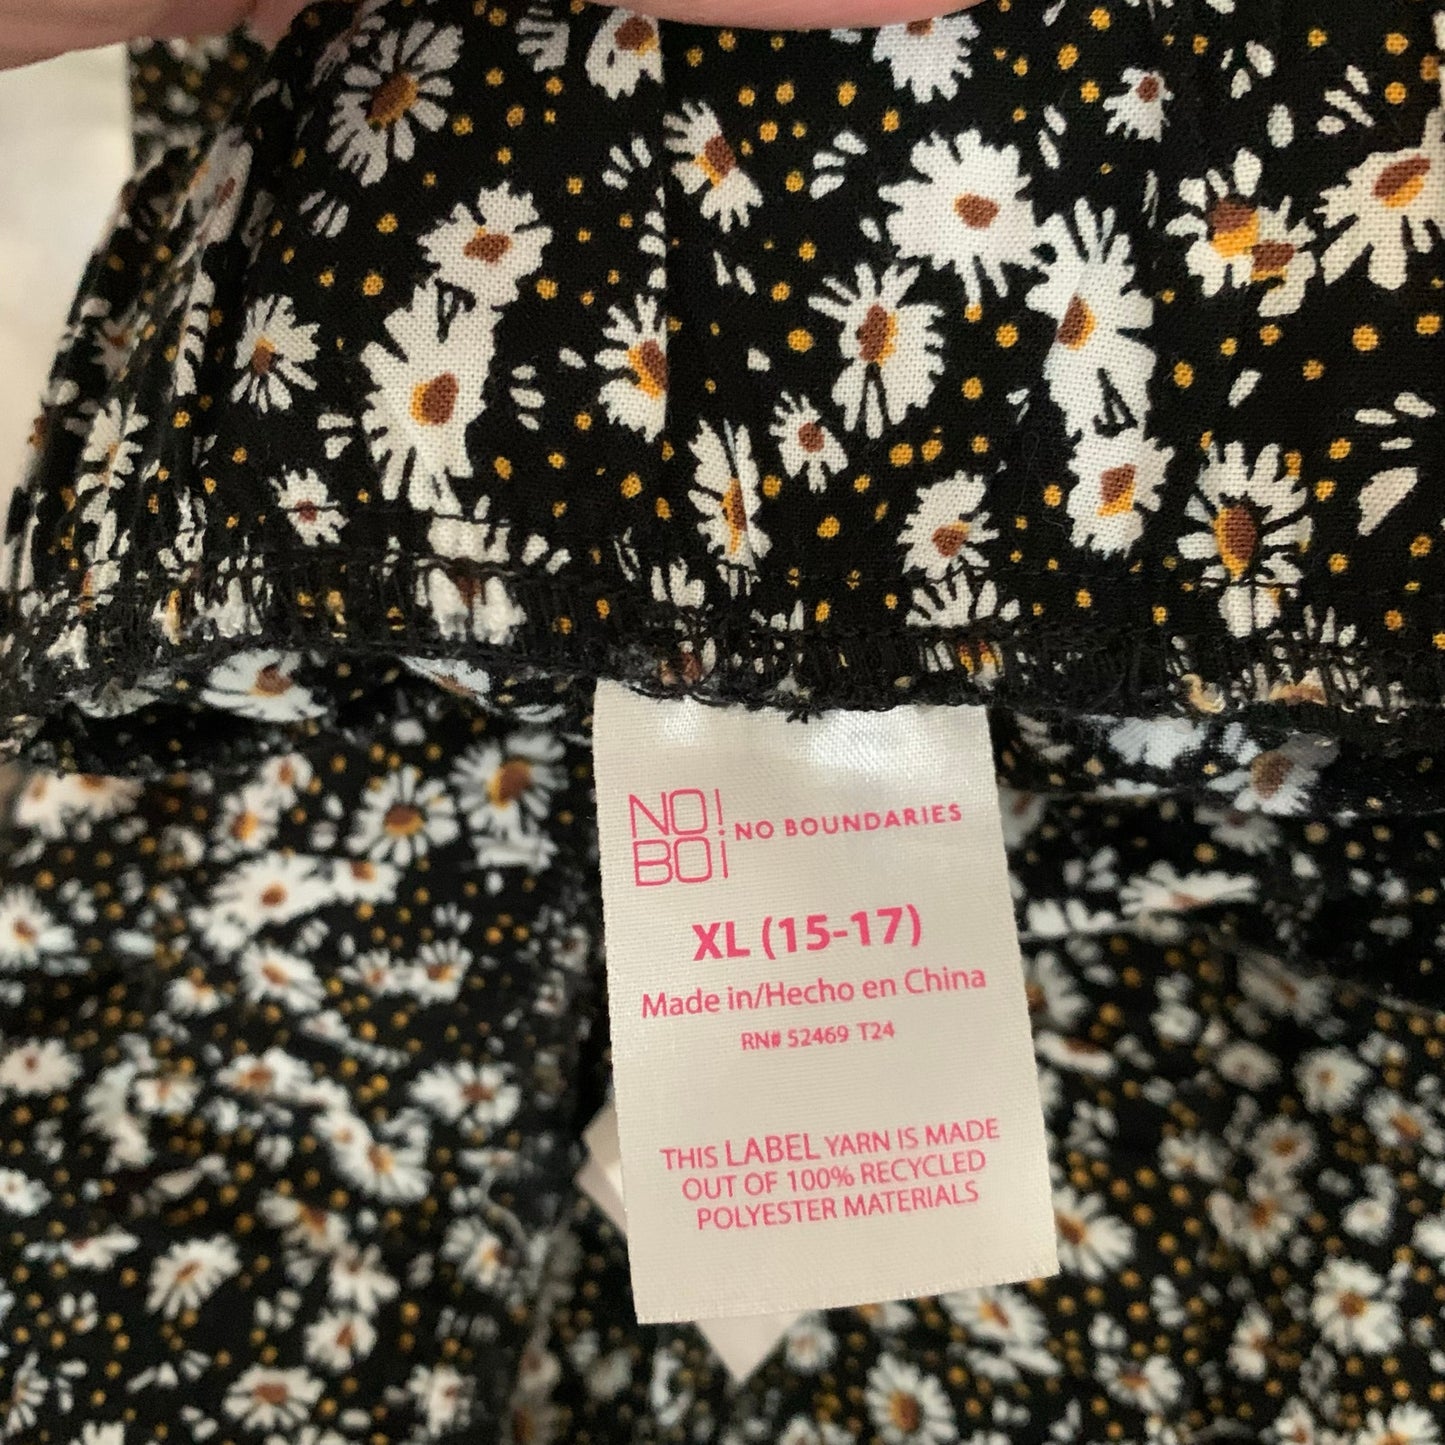 NO!
BO¡ NO BOUNDARIES
XL (15-17)
Made in/Hecho en China
RN# 52469 T24
THIS LABEL YARN IS MADE
OUT OF 100% RECYCLED
POLYESTER MATERIALS